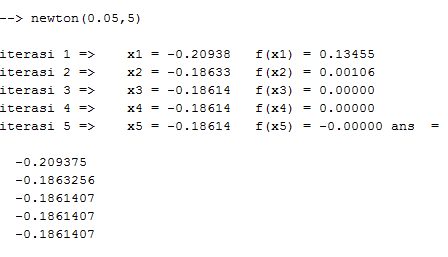 --> newton(0.05,5)
iterasi 1 => x1 = -0.20938 f(x1) = 0.13455
iterasi 2 => x2 = -0.18633 f(x2) = 0.00106
iterasi 3 => x3 = -0.18614 f(x3) = 0.00000
iterasi 4 => x4 = -0.18614 f(x4) = 0.00000
iterasi 5 => x5 = -0.18614 f(x5) = -0.00000 ans =
-0.209375
-0.1863256
-0.1861407
-0.1861407
-0.1861407